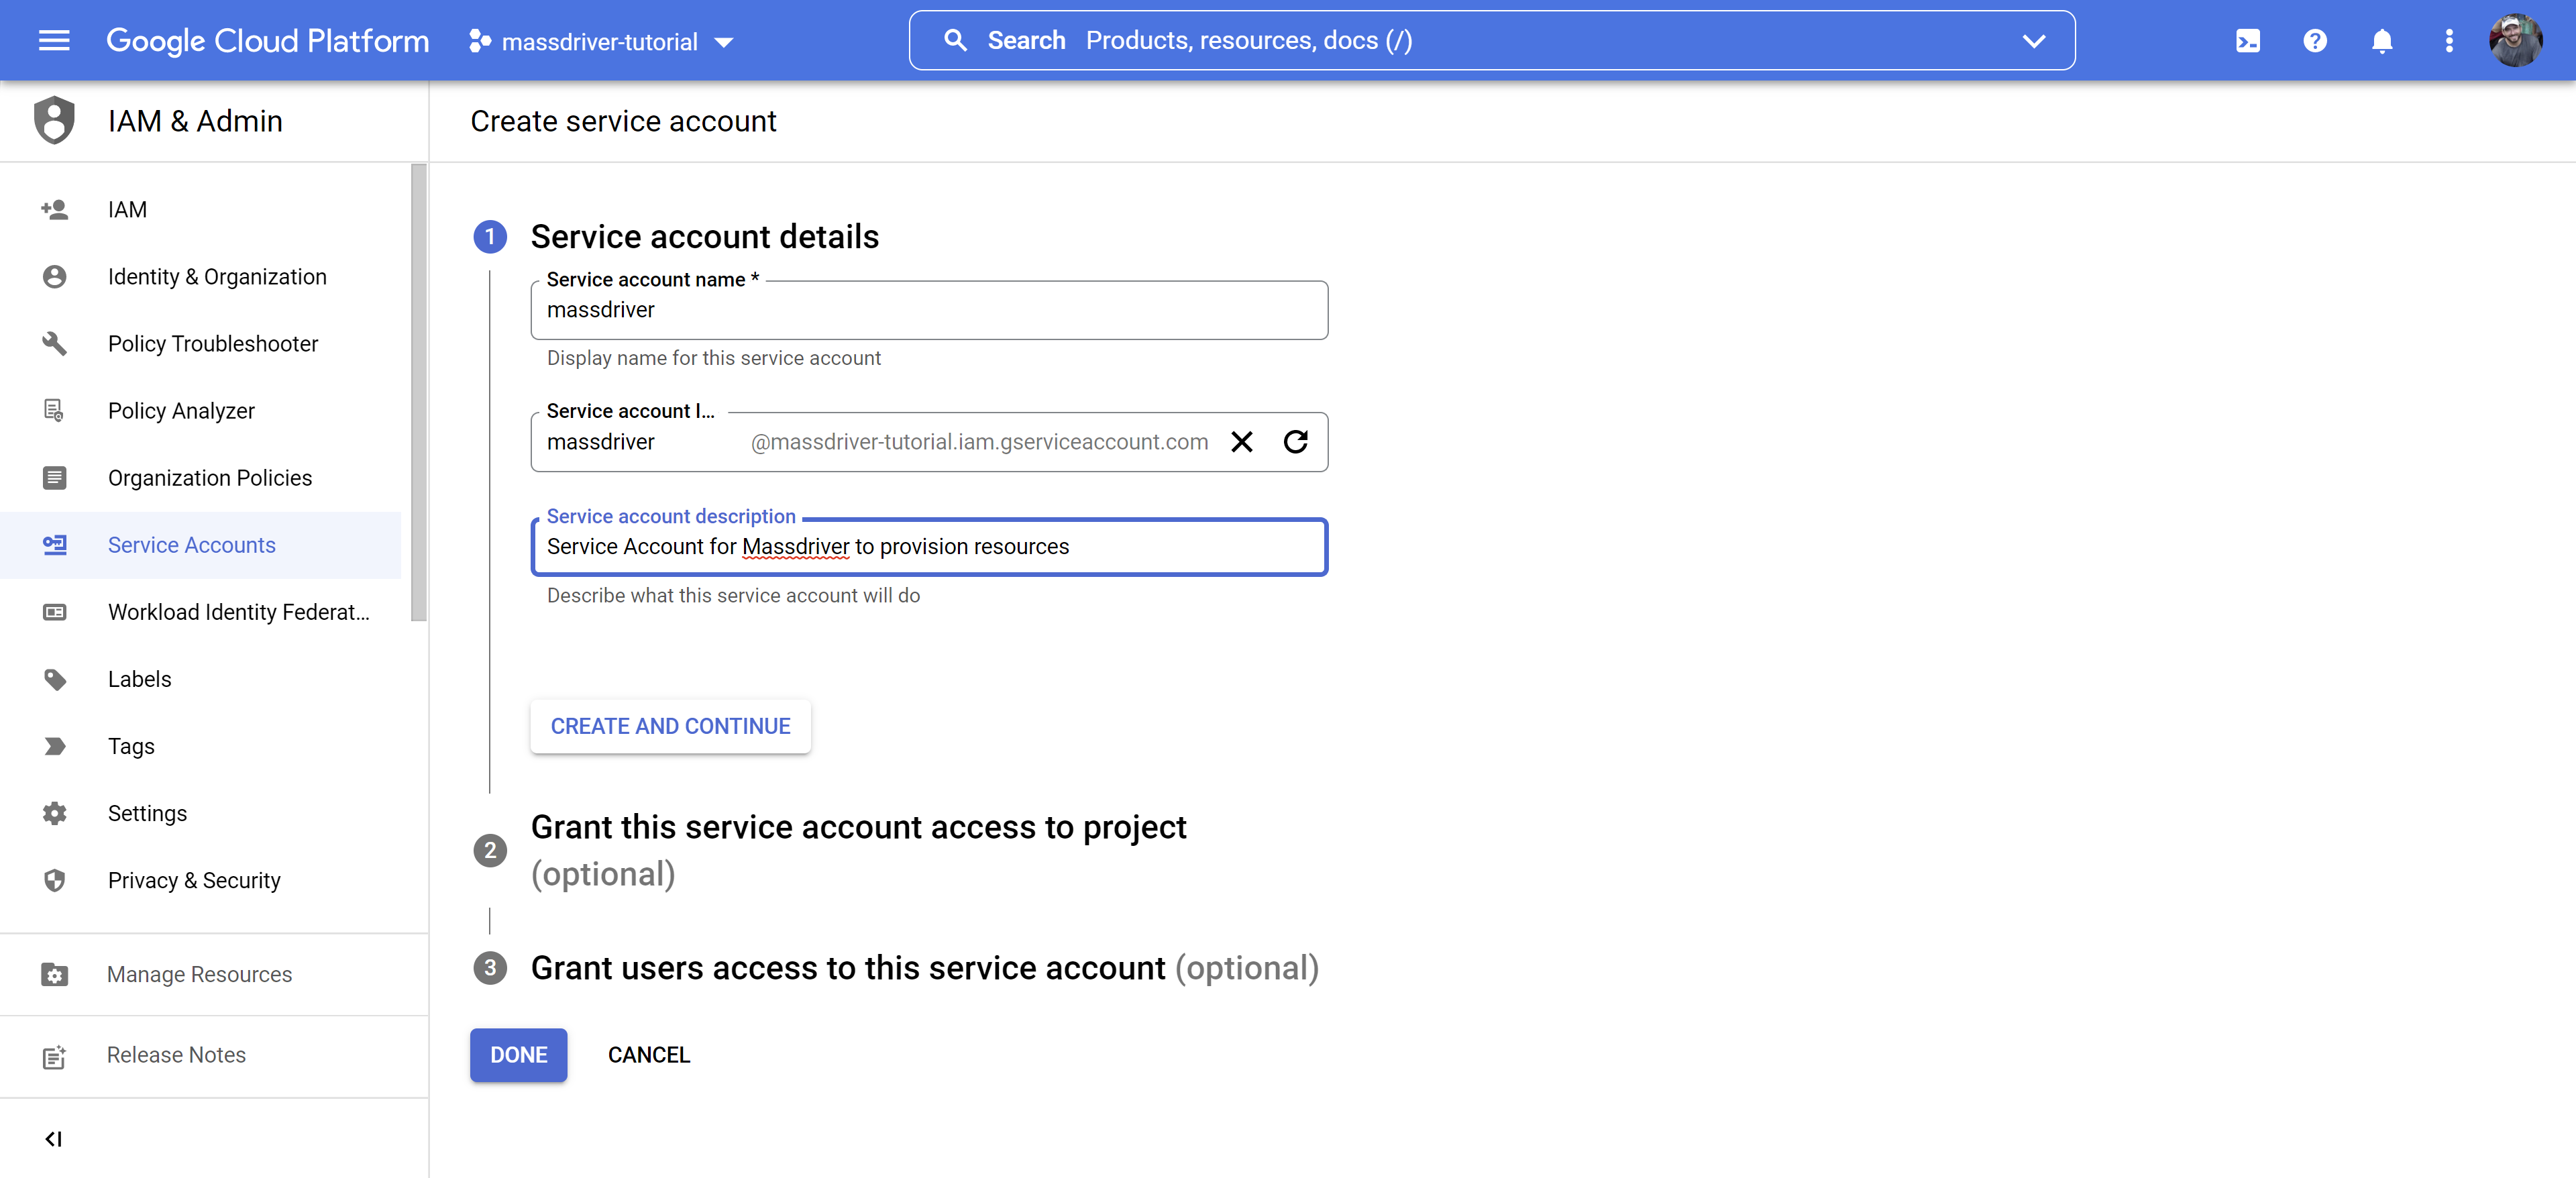 Google Cloud Platform
massdriver-tutorial
Search Products, resources, docs (/)
IAM & Admin
Create service account
IAM
Identity & Organization
Policy Troubleshooter
Policy Analyzer
Organization Policies
Service Accounts
Workload Identity Federat...
Labels
Tags
Settings
Privacy & Security
Manage Resources
Release Notes
1 Service account details
Service account name *
massdriver
Display name for this service account
Service account I...
massdriver @massdriver-tutorial.iam.gserviceaccount.com
Service account description
Service Account for Massdriver to provision resources
Describe what this service account will do
CREATE AND CONTINUE
2 Grant this service account access to project
(optional)
3 Grant users access to this service account (optional)
DONE CANCEL